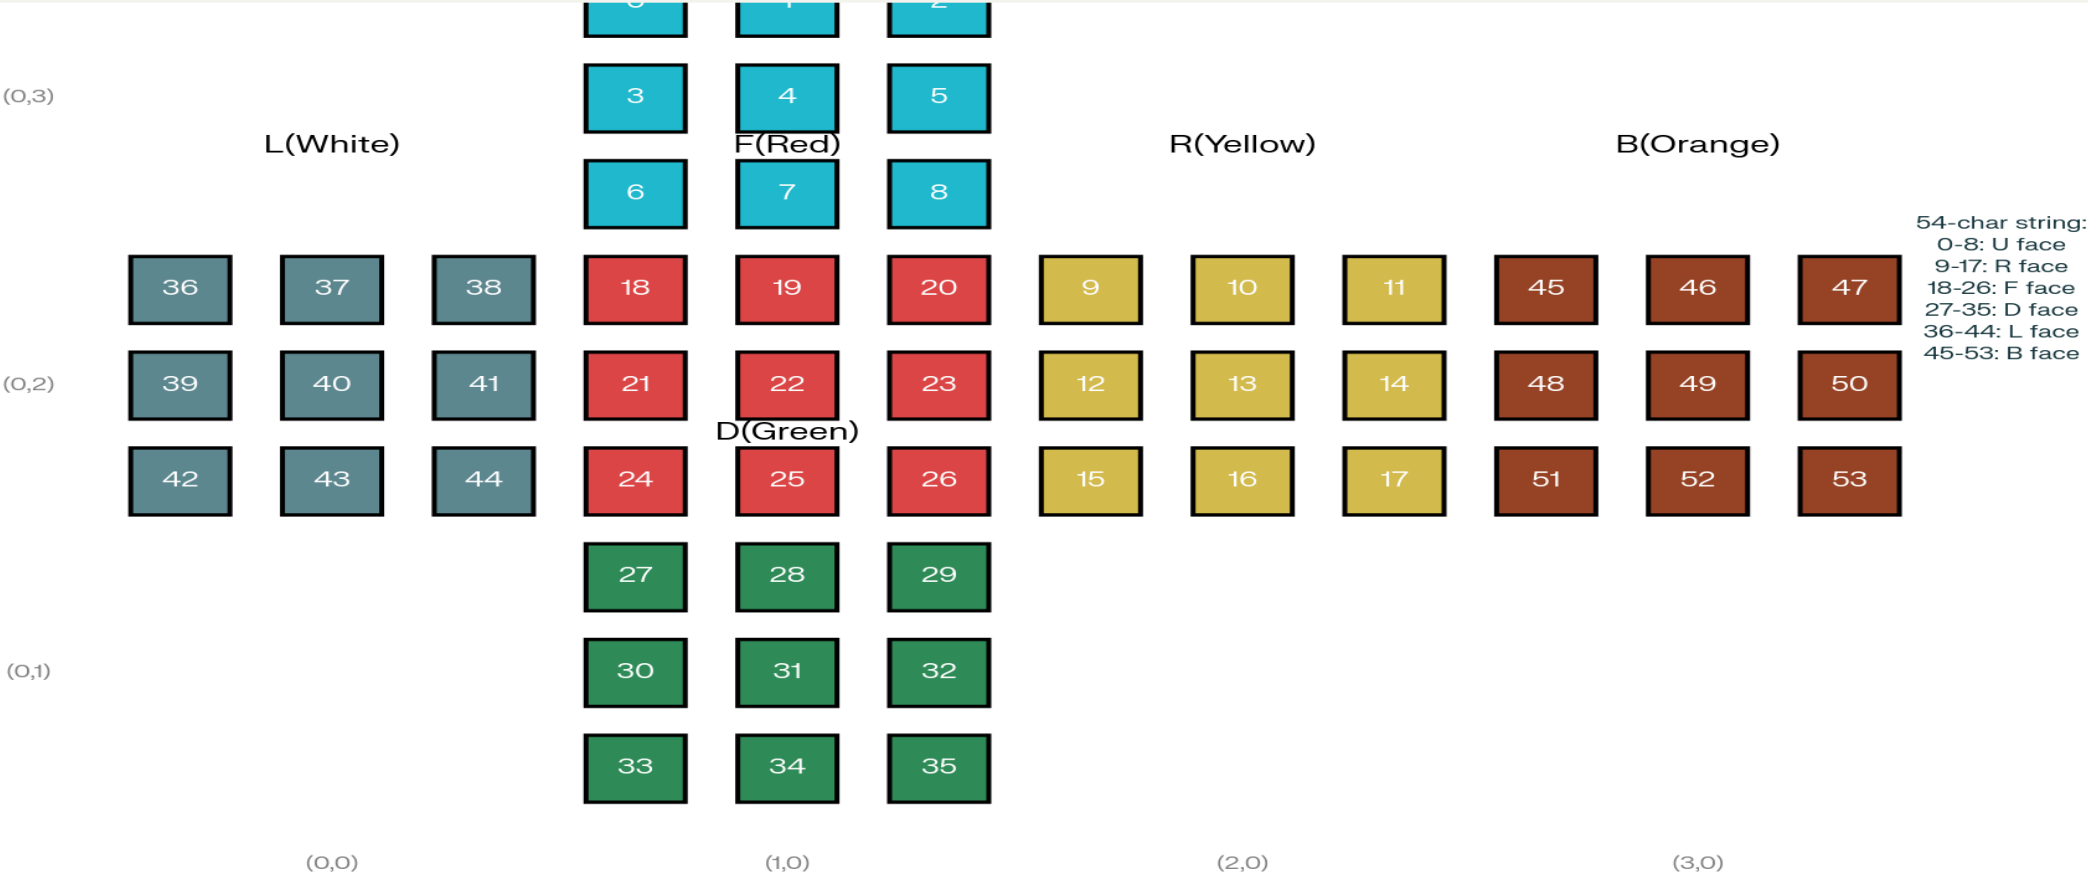 3 4 5
(0,3)
L(White) F(Red) R(Yellow) B(Orange)
6 7 8
54-char string:
0-8: U face
9-17: R face
18-26: F face
27-35: D face
36-44: L face
45-53: B face
36 37 38 18 19 20 9 10 11 45 46 47
(0,2) 39 40 41 21 22 23 12 13 14 48 49 50
D(Green)
42 43 44 24 25 26 15 16 17 51 52 53
27 28 29
(0,1) 30 31 32
33 34 35
(0,0) (1,0) (2,0) (3,0)